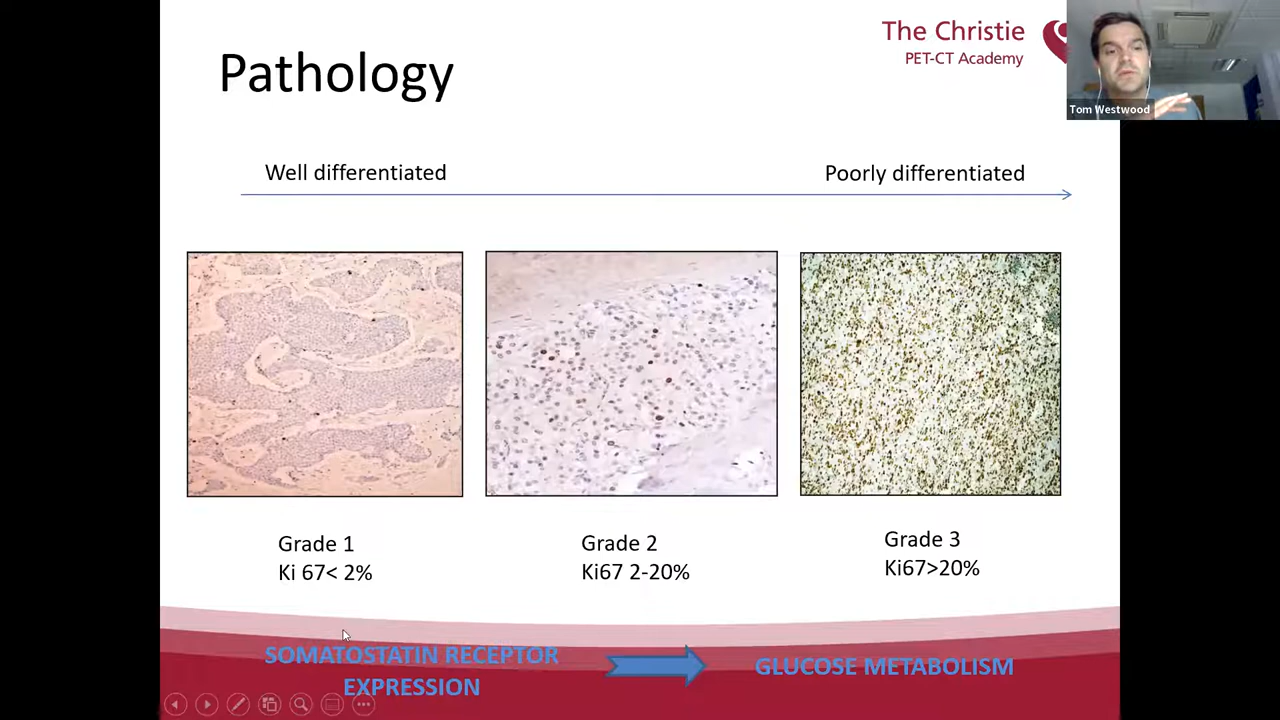 The Christie
PET-CT Academy
Tom Westwood
Pathology
Well differentiated
Poorly differentiated
Grade 1
Ki 67< 2%
Grade 2
Ki67 2-20%
Grade 3
Ki67>20%
SOMATOSTATIN RECEPTOR
EXPRESSION
GLUCOSE METABOLISM